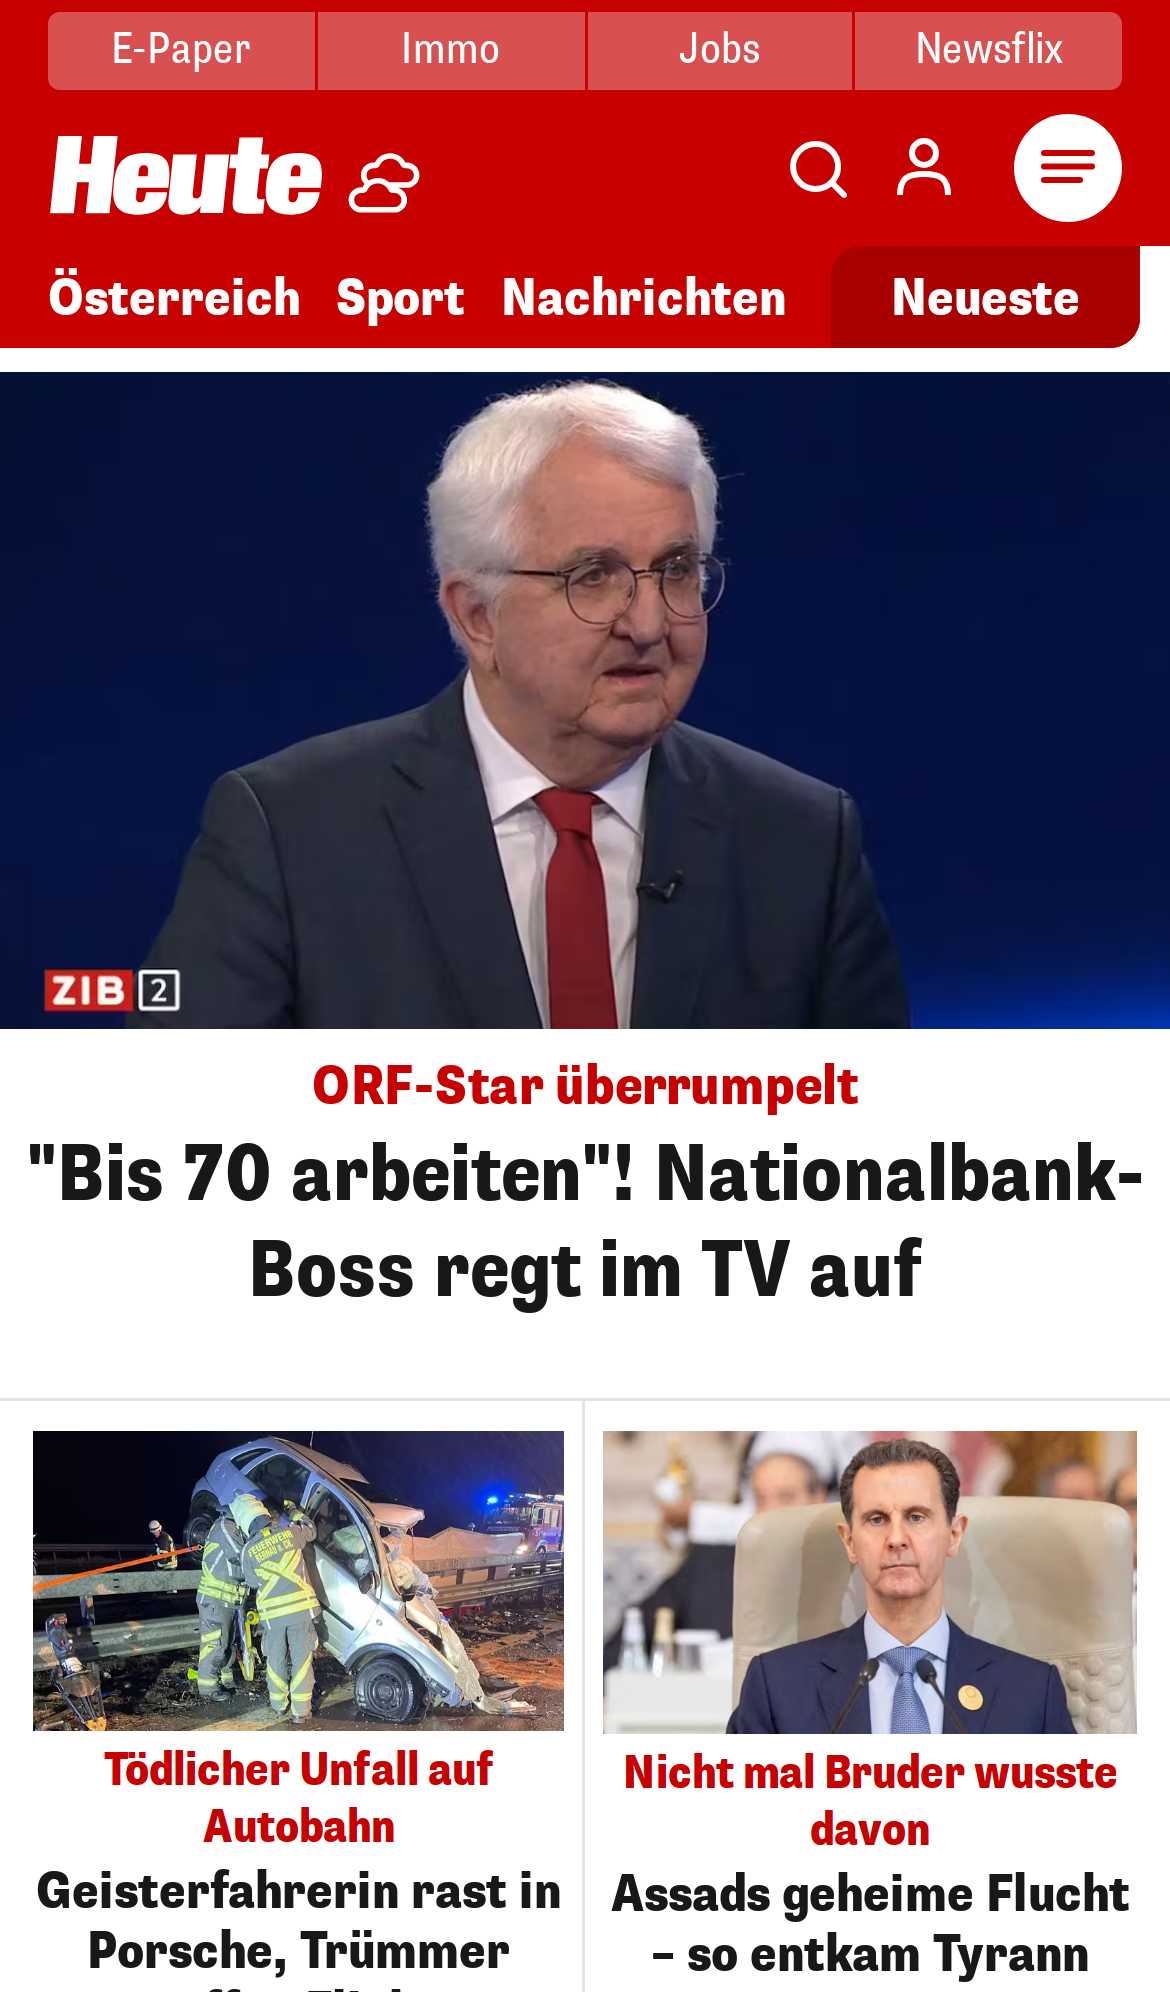 E-Paper
Immo
Jobs
Newsflix
Heute
Österreich
Sport
Nachrichten
Neueste
ZIB 2
ORF-Star überrumpelt
"Bis 70 arbeiten"! Nationalbank-
Boss regt im TV auf
FEUERWEHR
Tödlicher Unfall auf
Autobahn
Geisterfahrerin rast in
Porsche, Trümmer
Nicht mal Bruder wusste
davon
Assads geheime Flucht
– so entkam Tyrann